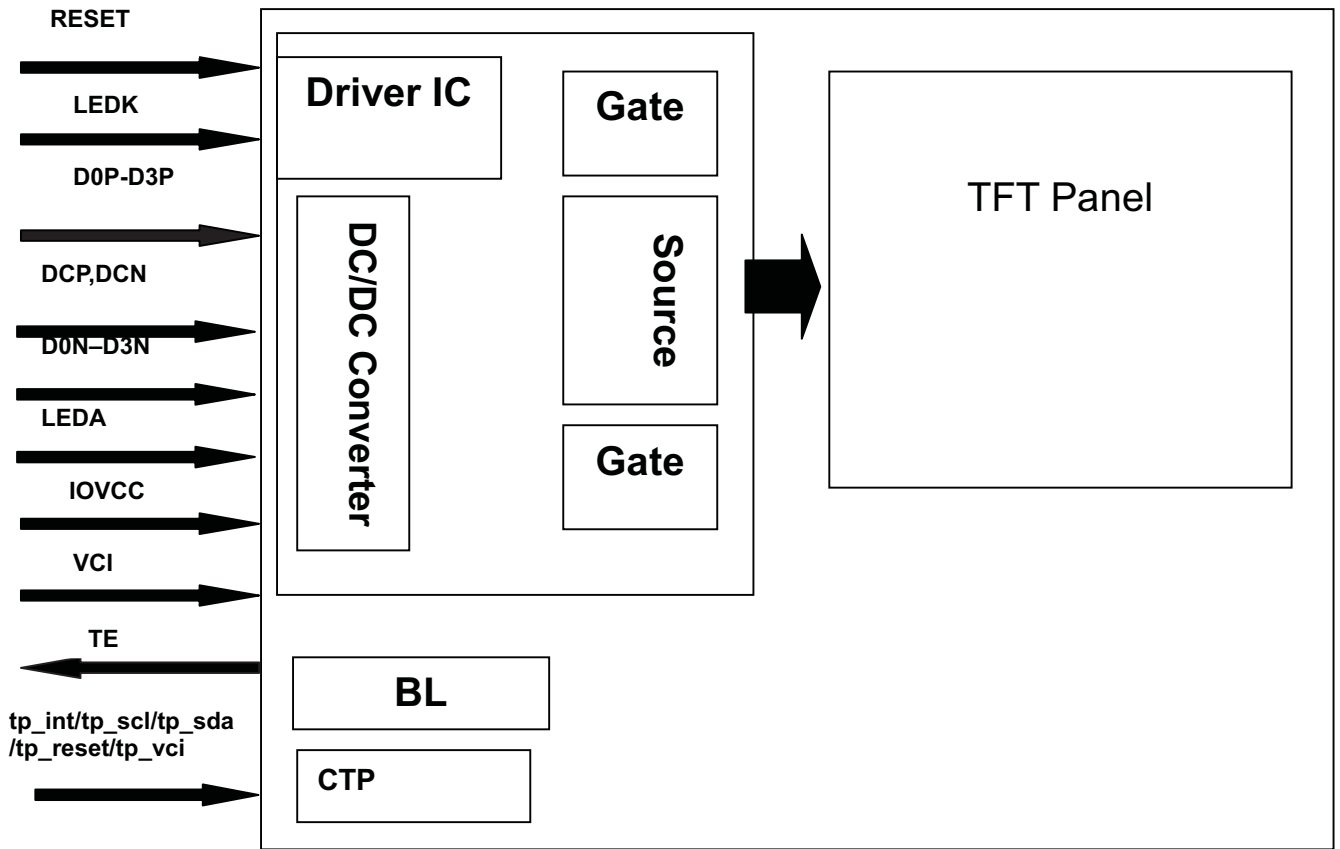 RESET
LEDK
D0P-D3P
DCP,DCN
D0N–D3N
LEDA
IOVCC
VCI
TE
tp_int/tp_scl/tp_sda
/tp_reset/tp_vci
Driver IC
DC/DC Converter
Gate
Source
Gate
BL
CTP
TFT Panel